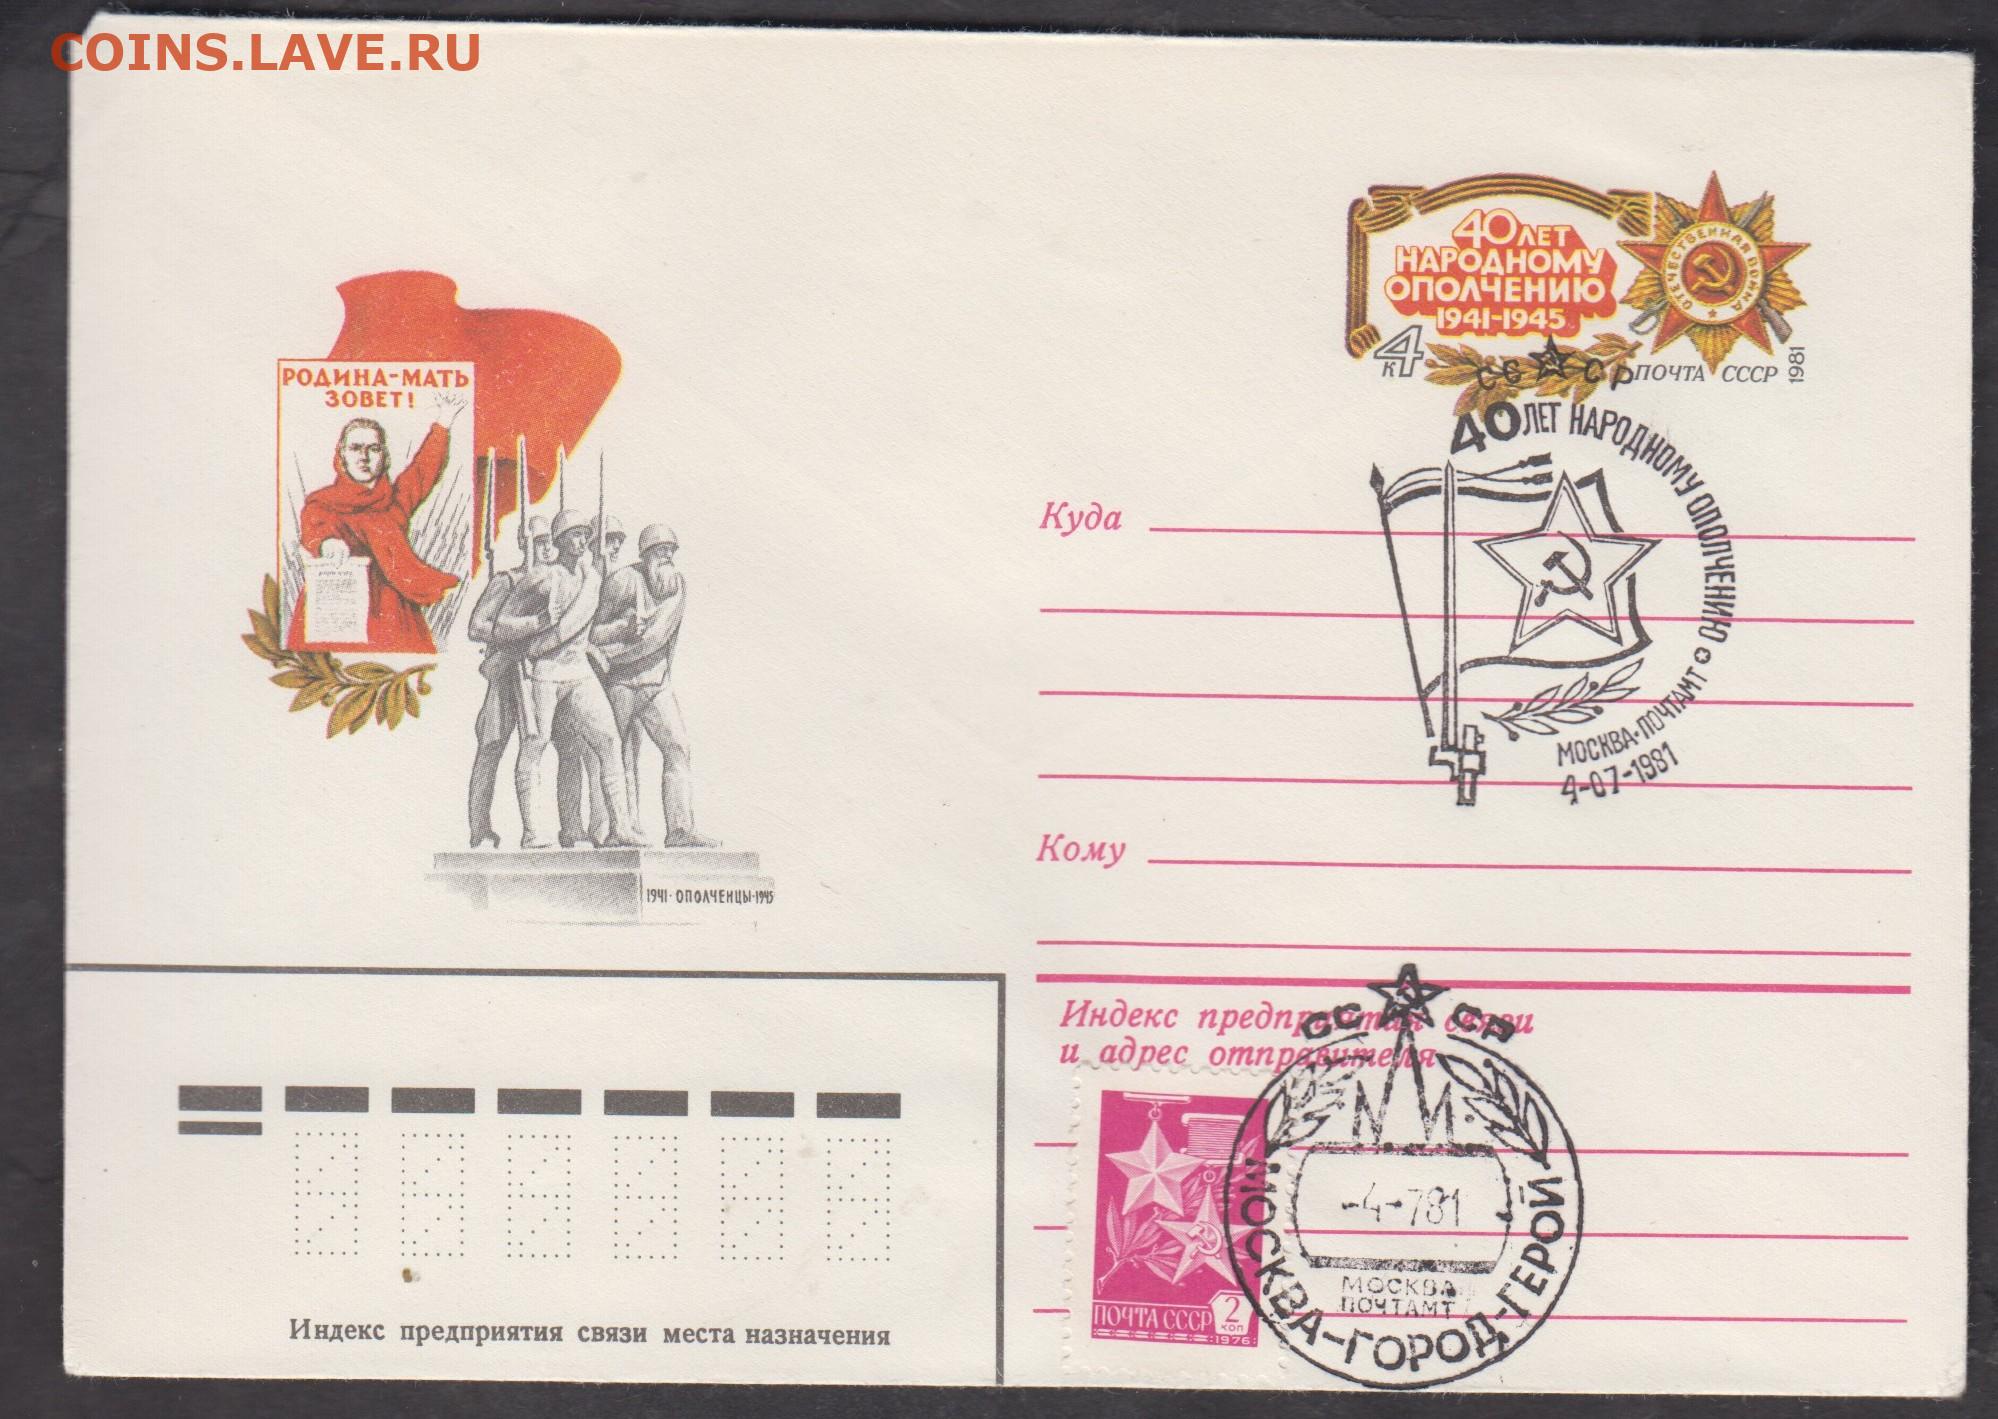 COINS.LAVE.RU
40 ЛЕТ
НАРОДНОМУ
ОПОЛЧЕНИЮ
1941-1945
ОТЕЧЕСТВЕННАЯ ВОЙНА
4 К
ПОЧТА СССР
1981
РОДИНА-МАТЬ
ЗОВЕТ!
1941·ОПОЛЧЕНЦЫ·1945
СССР
40 ЛЕТ НАРОДНОМУ ОПОЛЧЕНИЮ
МОСКВА·ПОЧТАМТ
4-07-1981
Куда
Кому
Индекс предприятия связи
и адрес отправителя
СССР
-4-781
МОСКВА
ПОЧТАМТ
МОСКВА-ГОРОД-ГЕРОЙ
ПОЧТА СССР
2
КОП
1976
Индекс предприятия связи места назначения